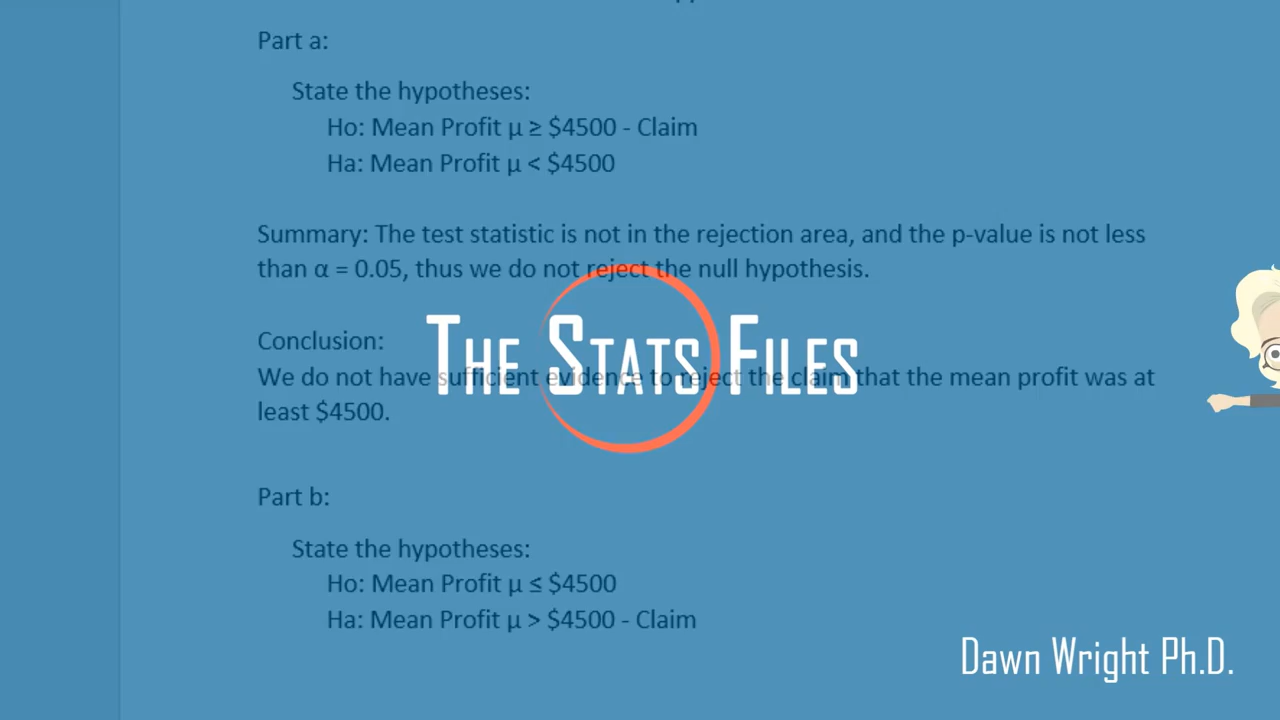 Part a:
State the hypotheses:
Ho: Mean Profit μ ≥ $4500 - Claim
Ha: Mean Profit μ < $4500
Summary: The test statistic is not in the rejection area, and the p-value is not less
than α = 0.05, thus we do not reject the null hypothesis.
Conclusion:
The Stats Files
We do not have sufficient evidence to reject the claim that the mean profit was at
least $4500.
Part b:
State the hypotheses:
Ho: Mean Profit μ ≤ $4500
Ha: Mean Profit μ > $4500 - Claim
Dawn Wright Ph.D.